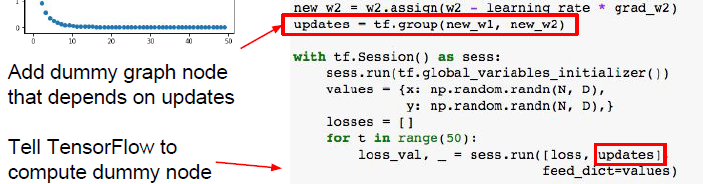 0
0 10 20 30 40 50
new_w2 = w2.assign(w2 - learning_rate * grad_w2)
updates = tf.group(new_w1, new_w2)
Add dummy graph node
that depends on updates
with tf.Session() as sess:
sess.run(tf.global_variables_initializer())
values = {x: np.random.randn(N, D),
y: np.random.randn(N, D),}
losses = []
for t in range(50):
loss_val, _ = sess.run([loss, updates],
feed_dict=values)
Tell TensorFlow to
compute dummy node